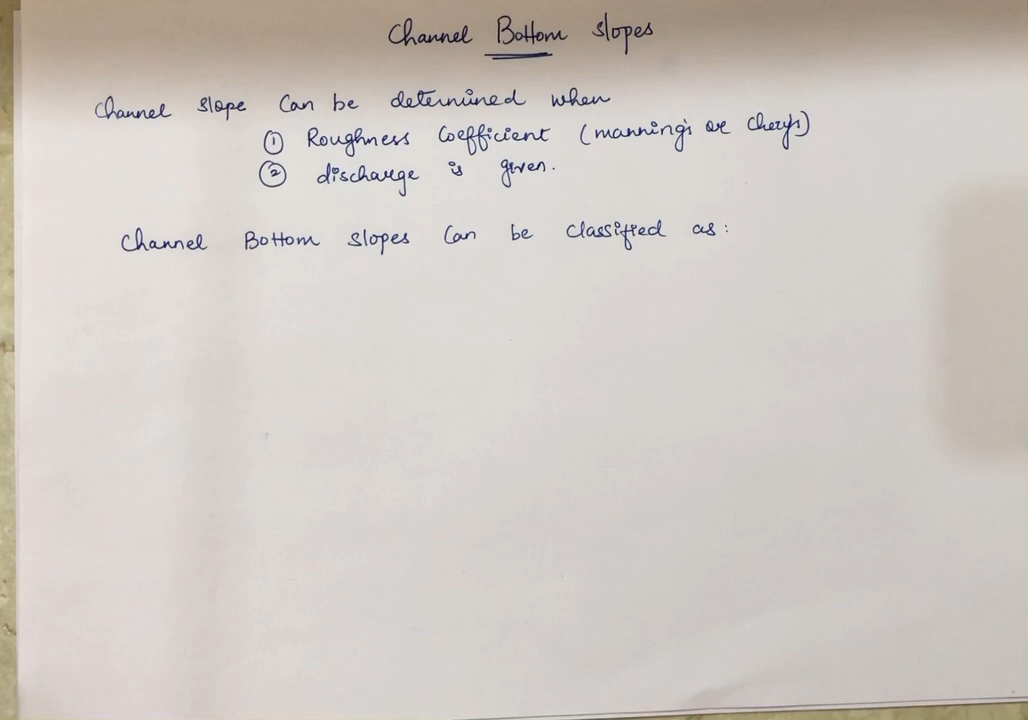 Channel Bottom slopes
Channel slope can be determined when
① Roughness Coefficient (manning's or chezy's)
② discharge is given.
Channel Bottom slopes can be classified as: